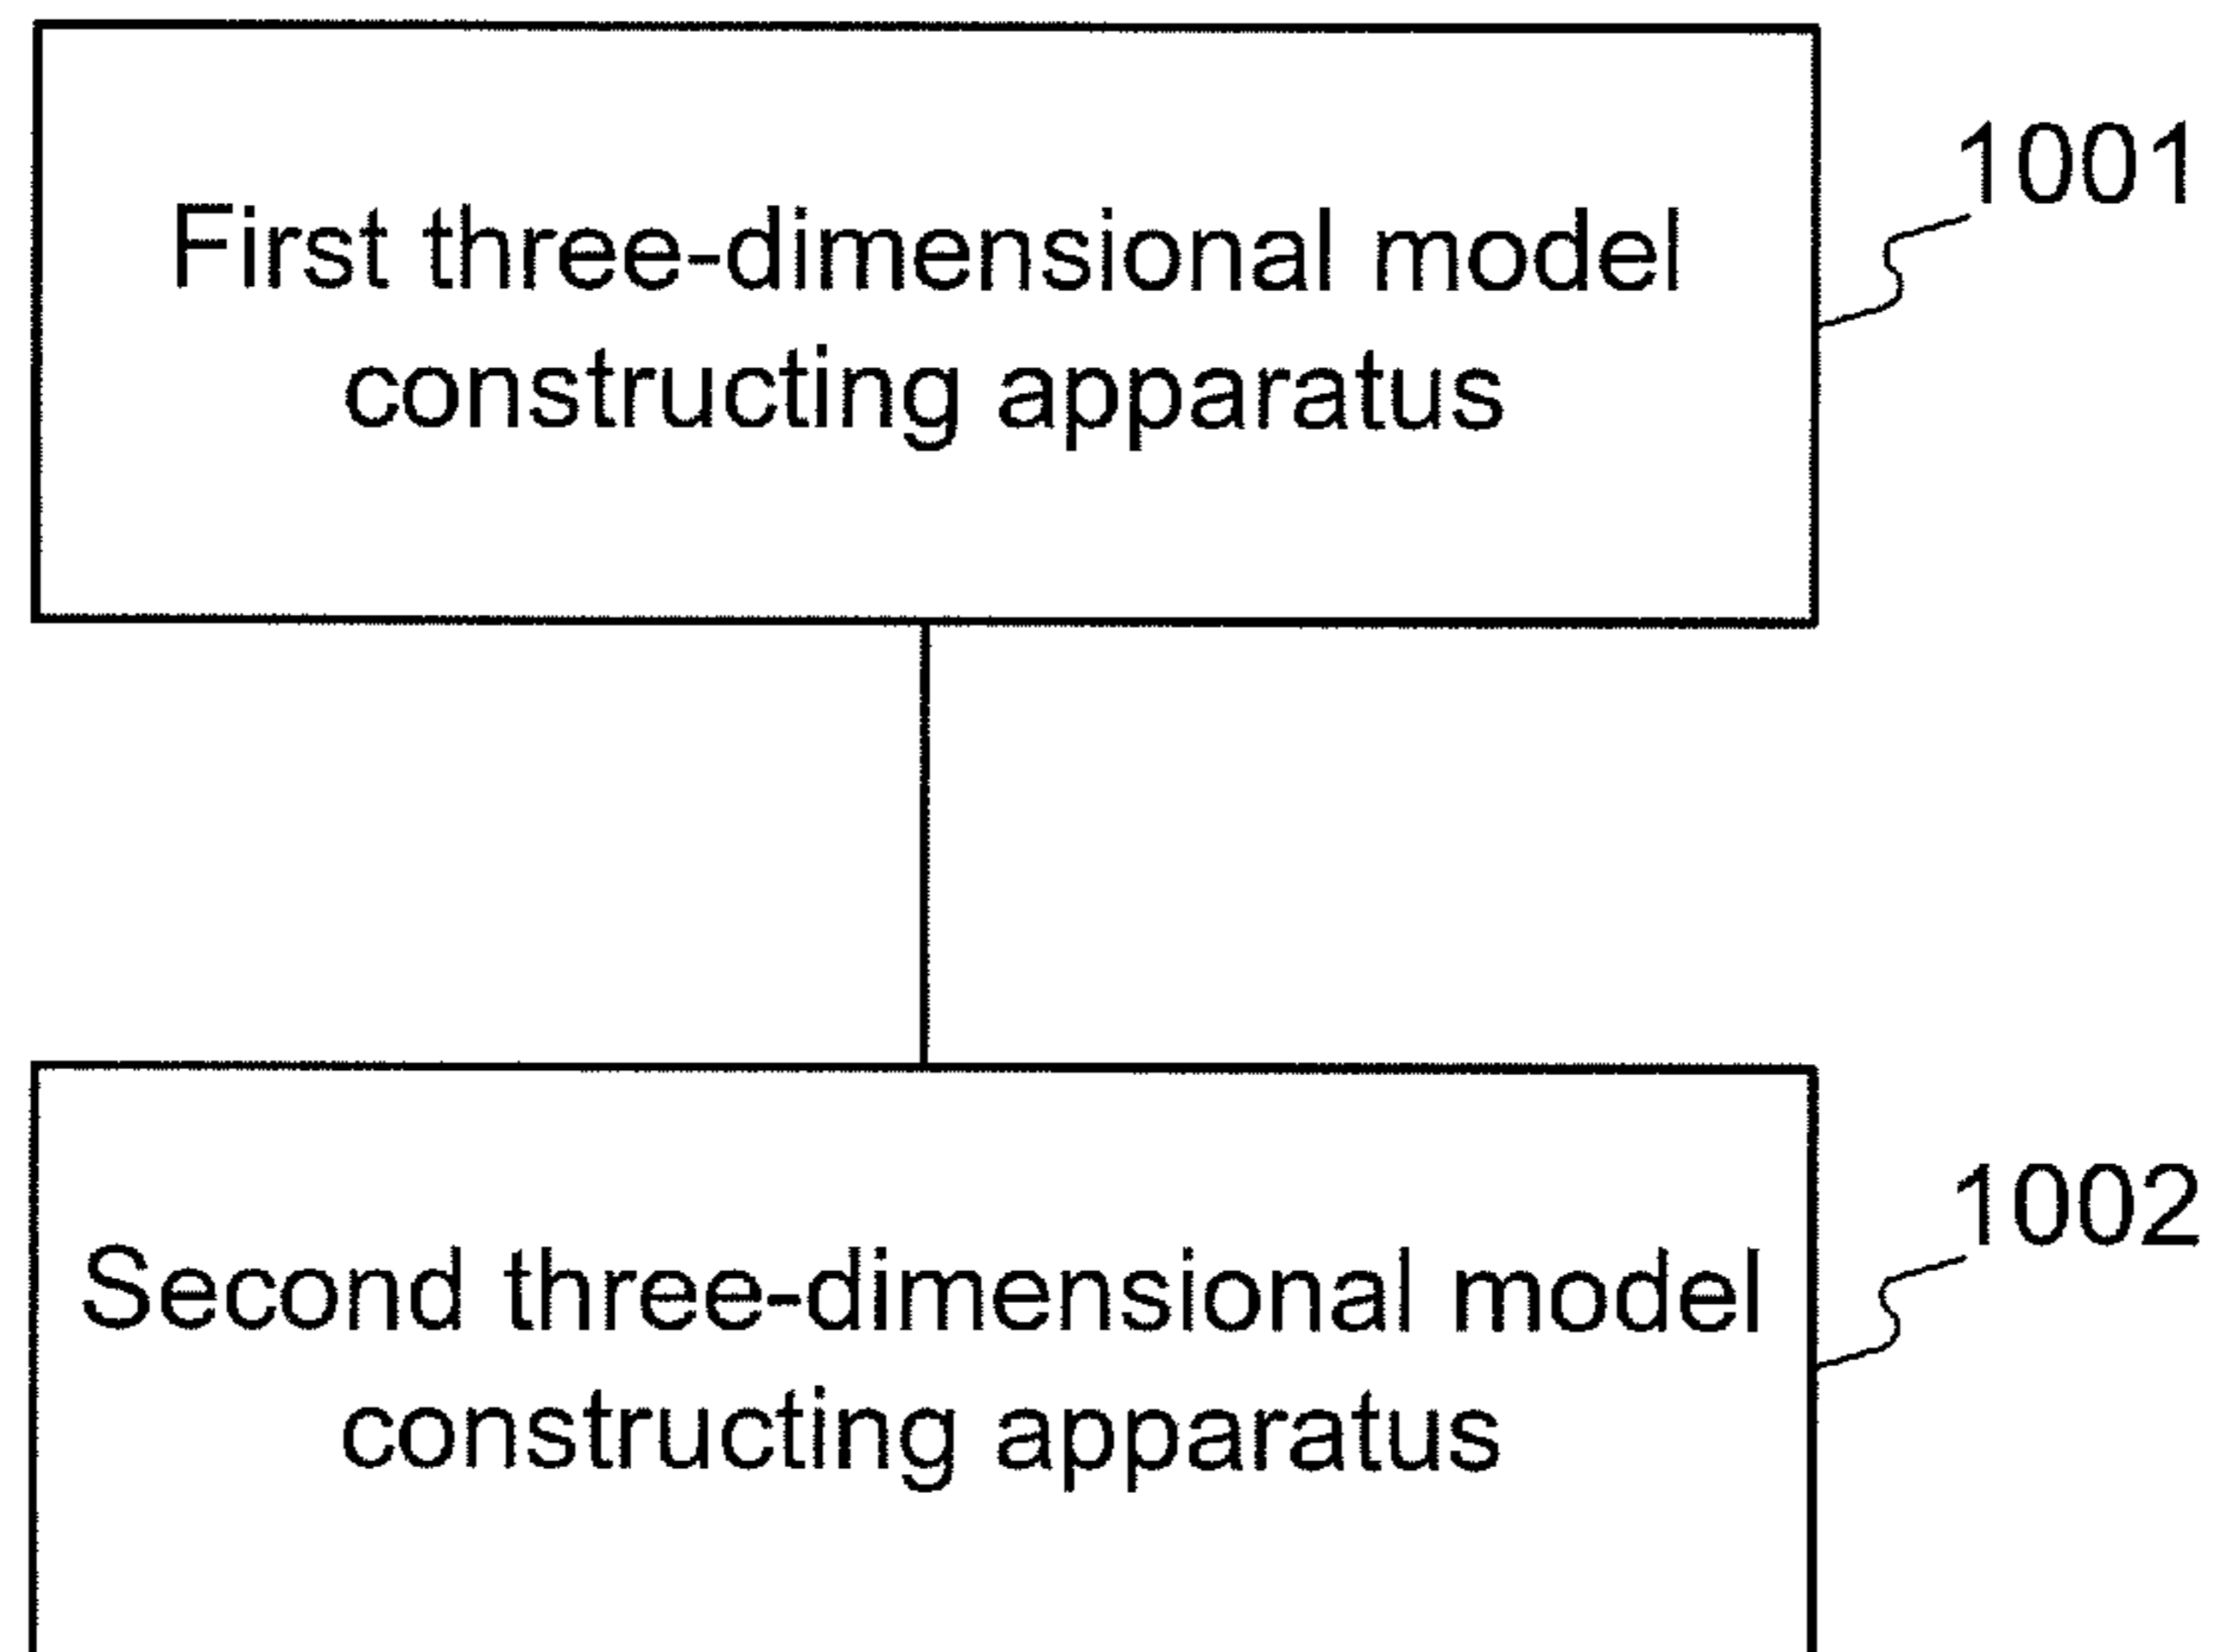 1001
First three-dimensional model
constructing apparatus
1002
Second three-dimensional model
constructing apparatus